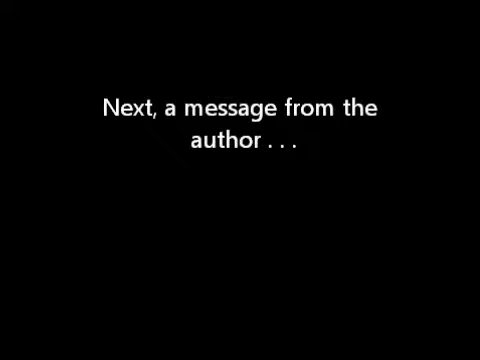 Next, a message from the
author . . .